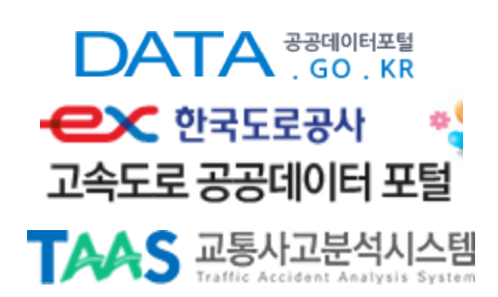 DATA 공공데이터포털
. GO . KR
ex 한국도로공사
고속도로 공공데이터 포털
TAAS 교통사고분석시스템
Traffic Accident Analysis System